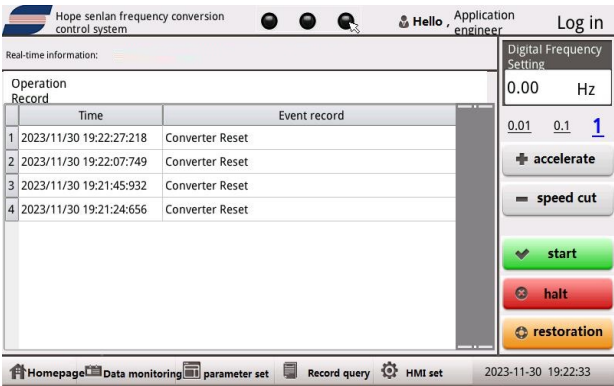 Hope senlan frequency conversion
control system
Hello , Application
engineer
Log in
Real-time information:
Digital Frequency
Setting
0.00 Hz
0.01 0.1 1
accelerate
speed cut
start
halt
restoration
Operation
Record
Time Event record
1 2023/11/30 19:22:27:218 Converter Reset
2 2023/11/30 19:22:07:749 Converter Reset
3 2023/11/30 19:21:45:932 Converter Reset
4 2023/11/30 19:21:24:656 Converter Reset
Homepage Data monitoring parameter set Record query HMI set 2023-11-30 19:22:33